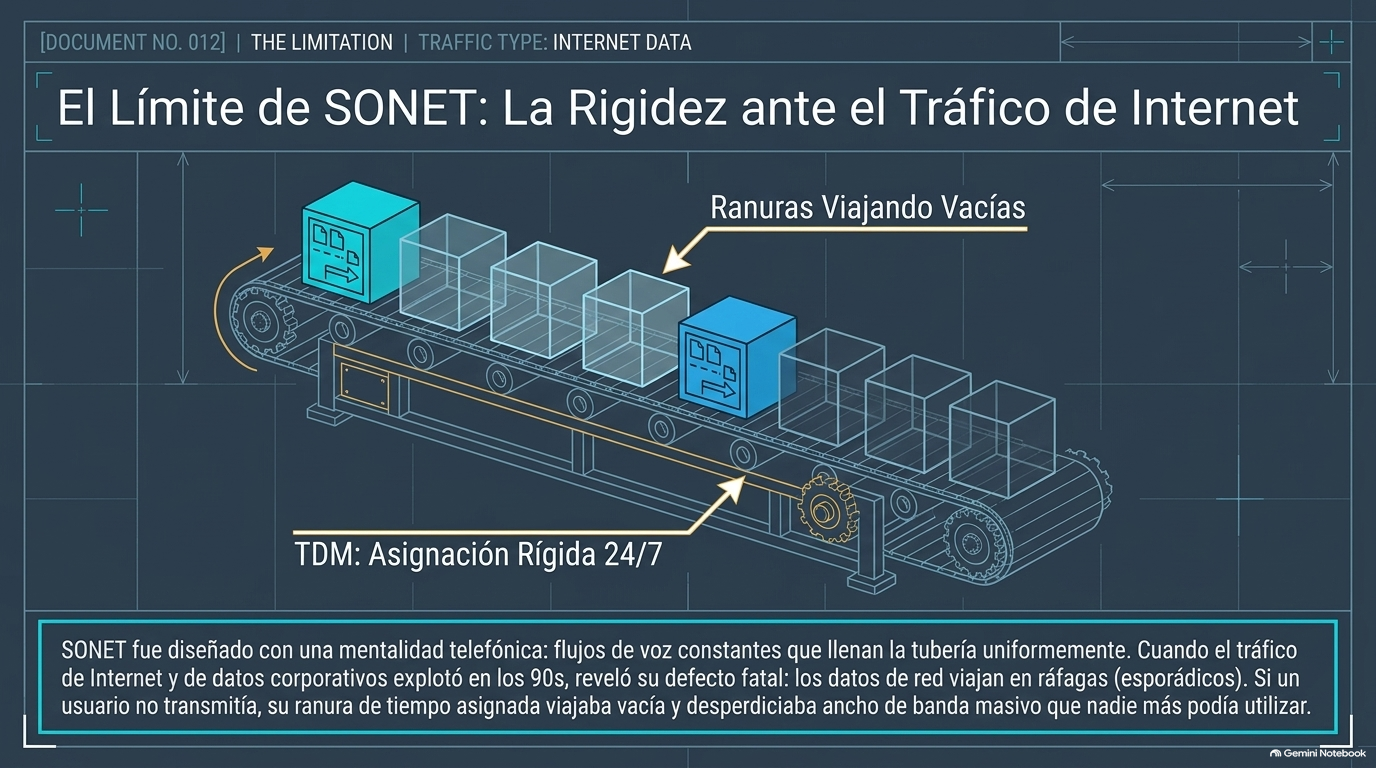 [DOCUMENT NO. 012] | THE LIMITATION | TRAFFIC TYPE: INTERNET DATA
El Límite de SONET: La Rigidez ante el Tráfico de Internet
Ranuras Viajando Vacías
TDM: Asignación Rígida 24/7
SONET fue diseñado con una mentalidad telefónica: flujos de voz constantes que llenan la tubería uniformemente. Cuando el tráfico
de Internet y de datos corporativos explotó en los 90s, reveló su defecto fatal: los datos de red viajan en ráfagas (esporádicos). Si un
usuario no transmitía, su ranura de tiempo asignada viajaba vacía y desperdiciaba ancho de banda masivo que nadie más podía utilizar.
Gemini Notebook